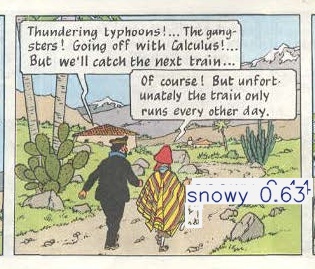 Thundering typhoons!... The gang-
sters! Going off with Calculus!...
But we'll catch the next train...
Of course! But unfort-
unately the train only
runs every other day.
snowy 0.63